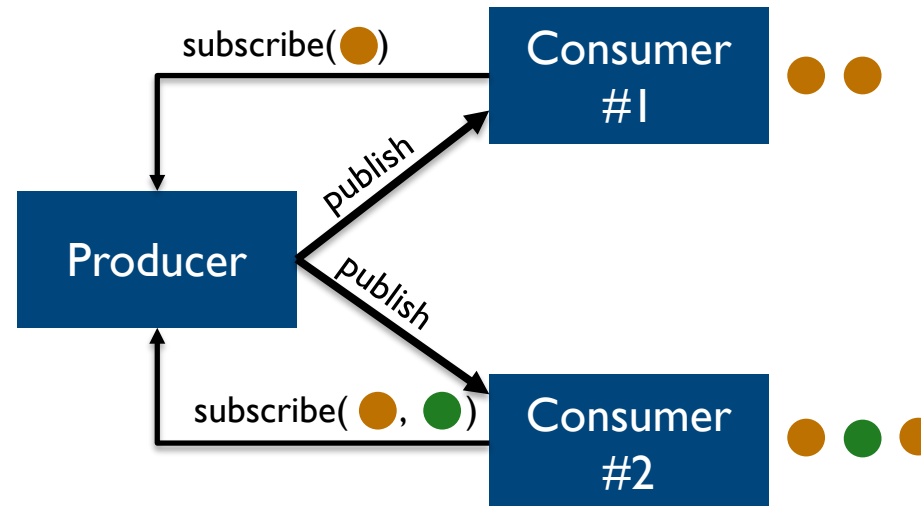 subscribe( )
Consumer
#1
publish
Producer
publish
subscribe( , )
Consumer
#2